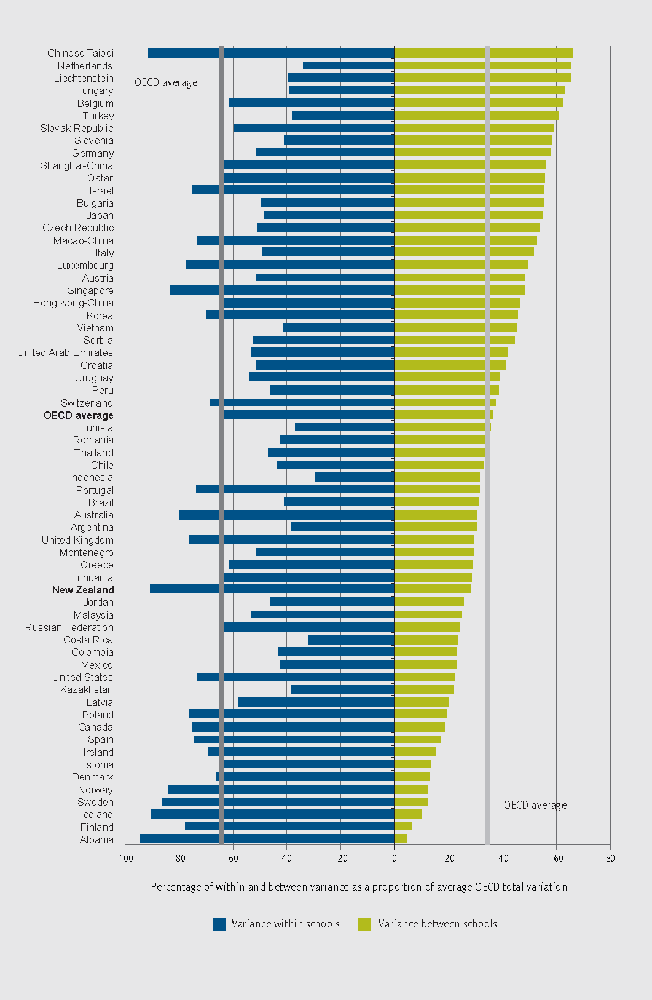 Chinese Taipei
Netherlands
OECD average
Liechtenstein
Hungary
Belgium
Turkey
Slovak Republic
Slovenia
Germany
Shanghai-China
Qatar
Israel
Bulgaria
Japan
Czech Republic
Macao-China
Italy
Luxembourg
Austria
Singapore
Hong Kong-China
Korea
Vietnam
Serbia
United Arab Emirates
Croatia
Uruguay
Peru
Switzerland
OECD average
Tunisia
Romania
Thailand
Chile
Indonesia
Portugal
Brazil
Australia
Argentina
United Kingdom
Montenegro
Greece
Lithuania
New Zealand
Jordan
Malaysia
Russian Federation
Costa Rica
Colombia
Mexico
United States
Kazakhstan
Latvia
Poland
Canada
Spain
Ireland
Estonia
Denmark
Norway
Sweden
OECD average
Iceland
Finland
Albania
-100 -80 -60 -40 -20 0 20 40 60 80
Percentage of within and between variance as a proportion of average OECD total variation
Variance within schools Variance between schools